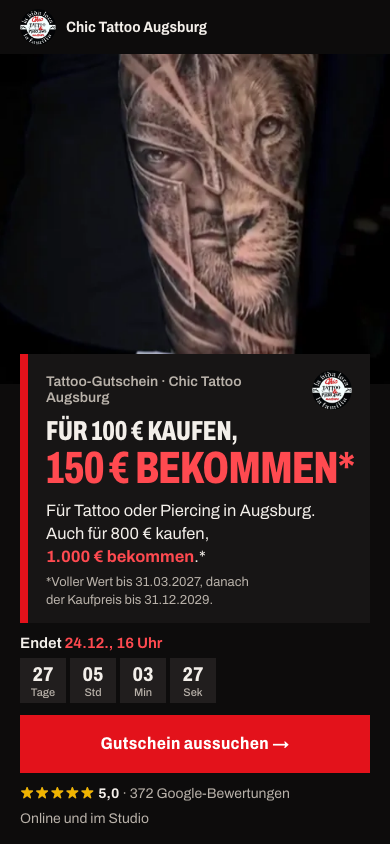 Chic Tattoo Augsburg
Tattoo-Gutschein · Chic Tattoo
Augsburg
FÜR 100 € KAUFEN,
150 € BEKOMMEN*
Für Tattoo oder Piercing in Augsburg.
Auch für 800 € kaufen,
1.000 € bekommen.*
*Voller Wert bis 31.03.2027, danach
der Kaufpreis bis 31.12.2029.
Endet 24.12., 16 Uhr
27 05 03 27
Tage Std Min Sek
Gutschein aussuchen →
5,0 · 372 Google-Bewertungen
Online und im Studio